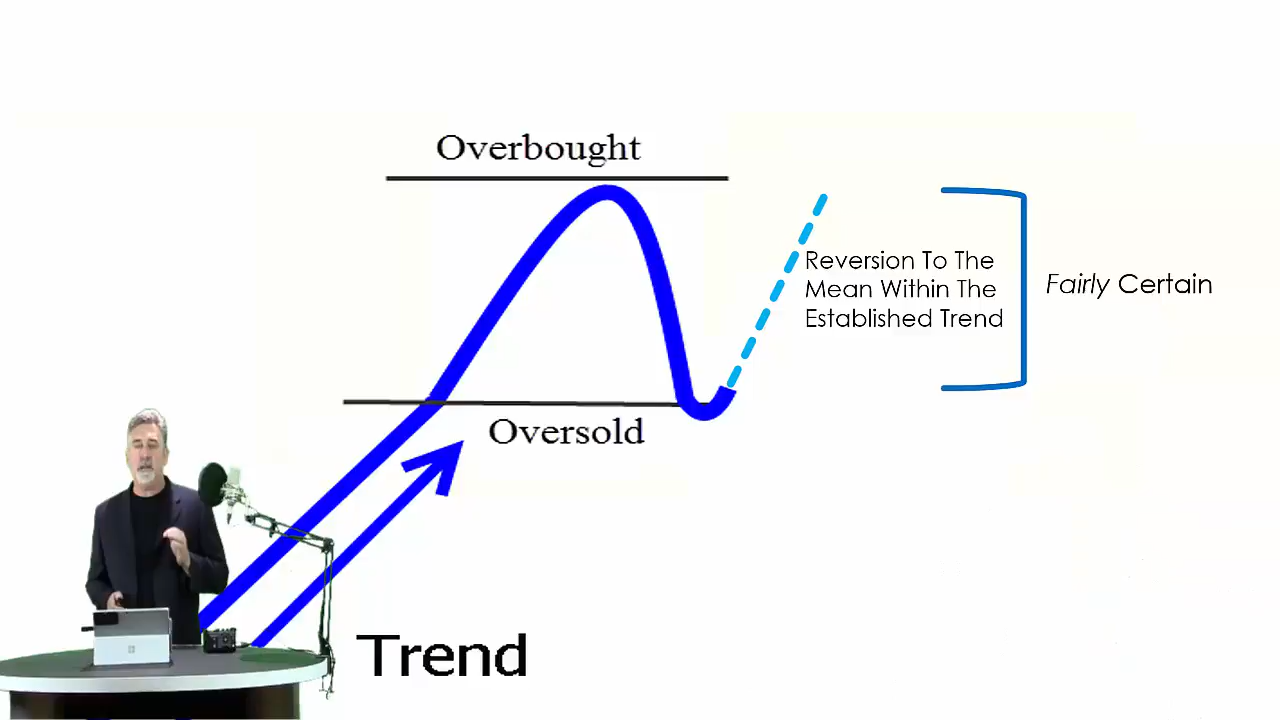 Overbought
Reversion To The
Mean Within The
Established Trend
Fairly Certain
Oversold
Trend